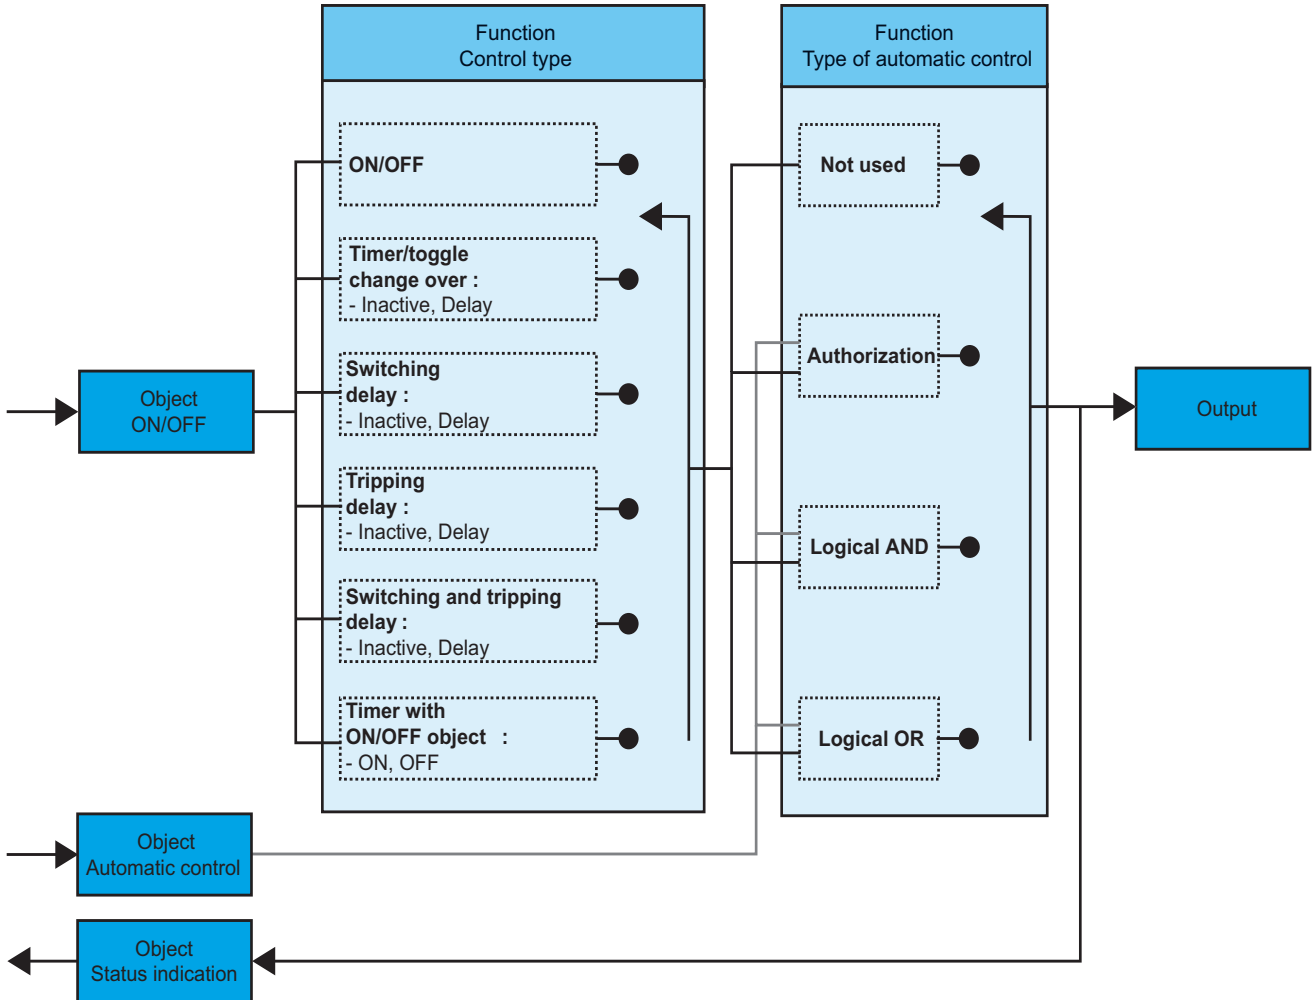 Function
Control type
Function
Type of automatic control
ON/OFF
Timer/toggle
change over :
- Inactive, Delay
Switching
delay :
- Inactive, Delay
Tripping
delay :
- Inactive, Delay
Switching and tripping
delay :
- Inactive, Delay
Timer with
ON/OFF object :
- ON, OFF
Not used
Authorization
Logical AND
Logical OR
Object
ON/OFF
Output
Object
Automatic control
Object
Status indication